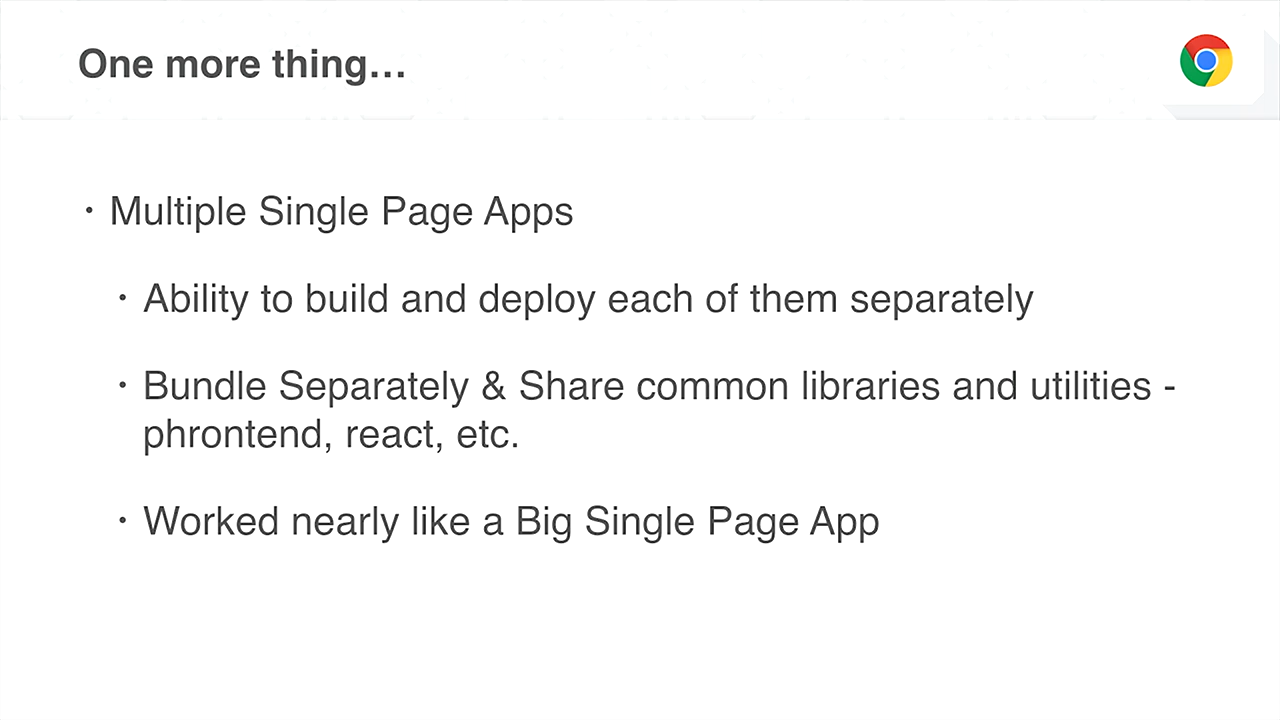 One more thing…
• Multiple Single Page Apps
• Ability to build and deploy each of them separately
• Bundle Separately & Share common libraries and utilities -
phrontend, react, etc.
• Worked nearly like a Big Single Page App